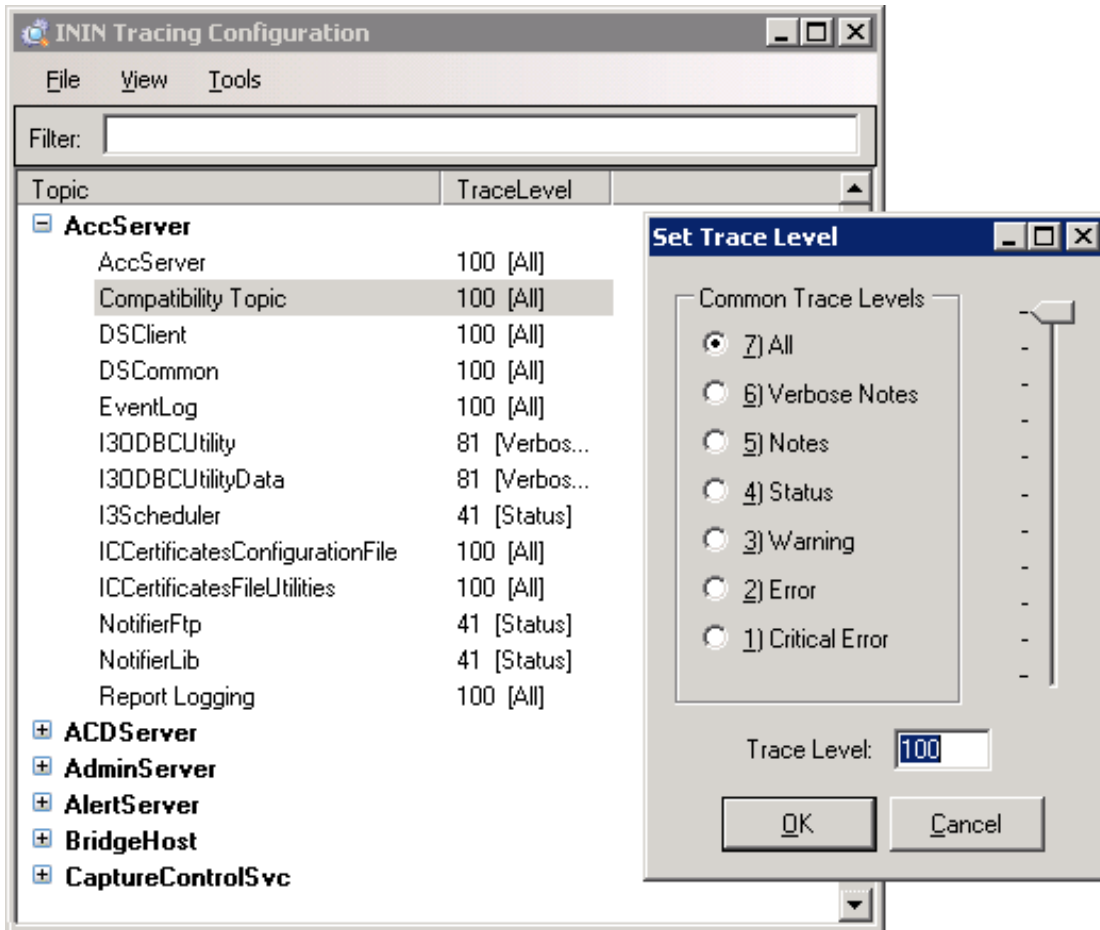 ININ Tracing Configuration
File View Tools
Filter:
Topic TraceLevel
AccServer
AccServer 100 [All]
Compatibility Topic 100 [All]
DSClient 100 [All]
DSCommon 100 [All]
EventLog 100 [All]
I3ODBCUtility 81 [Verbos...
I3ODBCUtilityData 81 [Verbos...
I3Scheduler 41 [Status]
ICCertificatesConfigurationFile 100 [All]
ICCertificatesFileUtilities 100 [All]
NotifierFtp 41 [Status]
NotifierLib 41 [Status]
Report Logging 100 [All]
ACDServer
AdminServer
AlertServer
BridgeHost
CaptureControlSvc
Set Trace Level
Common Trace Levels
7) All
6) Verbose Notes
5) Notes
4) Status
3) Warning
2) Error
1) Critical Error
Trace Level: 100
OK Cancel